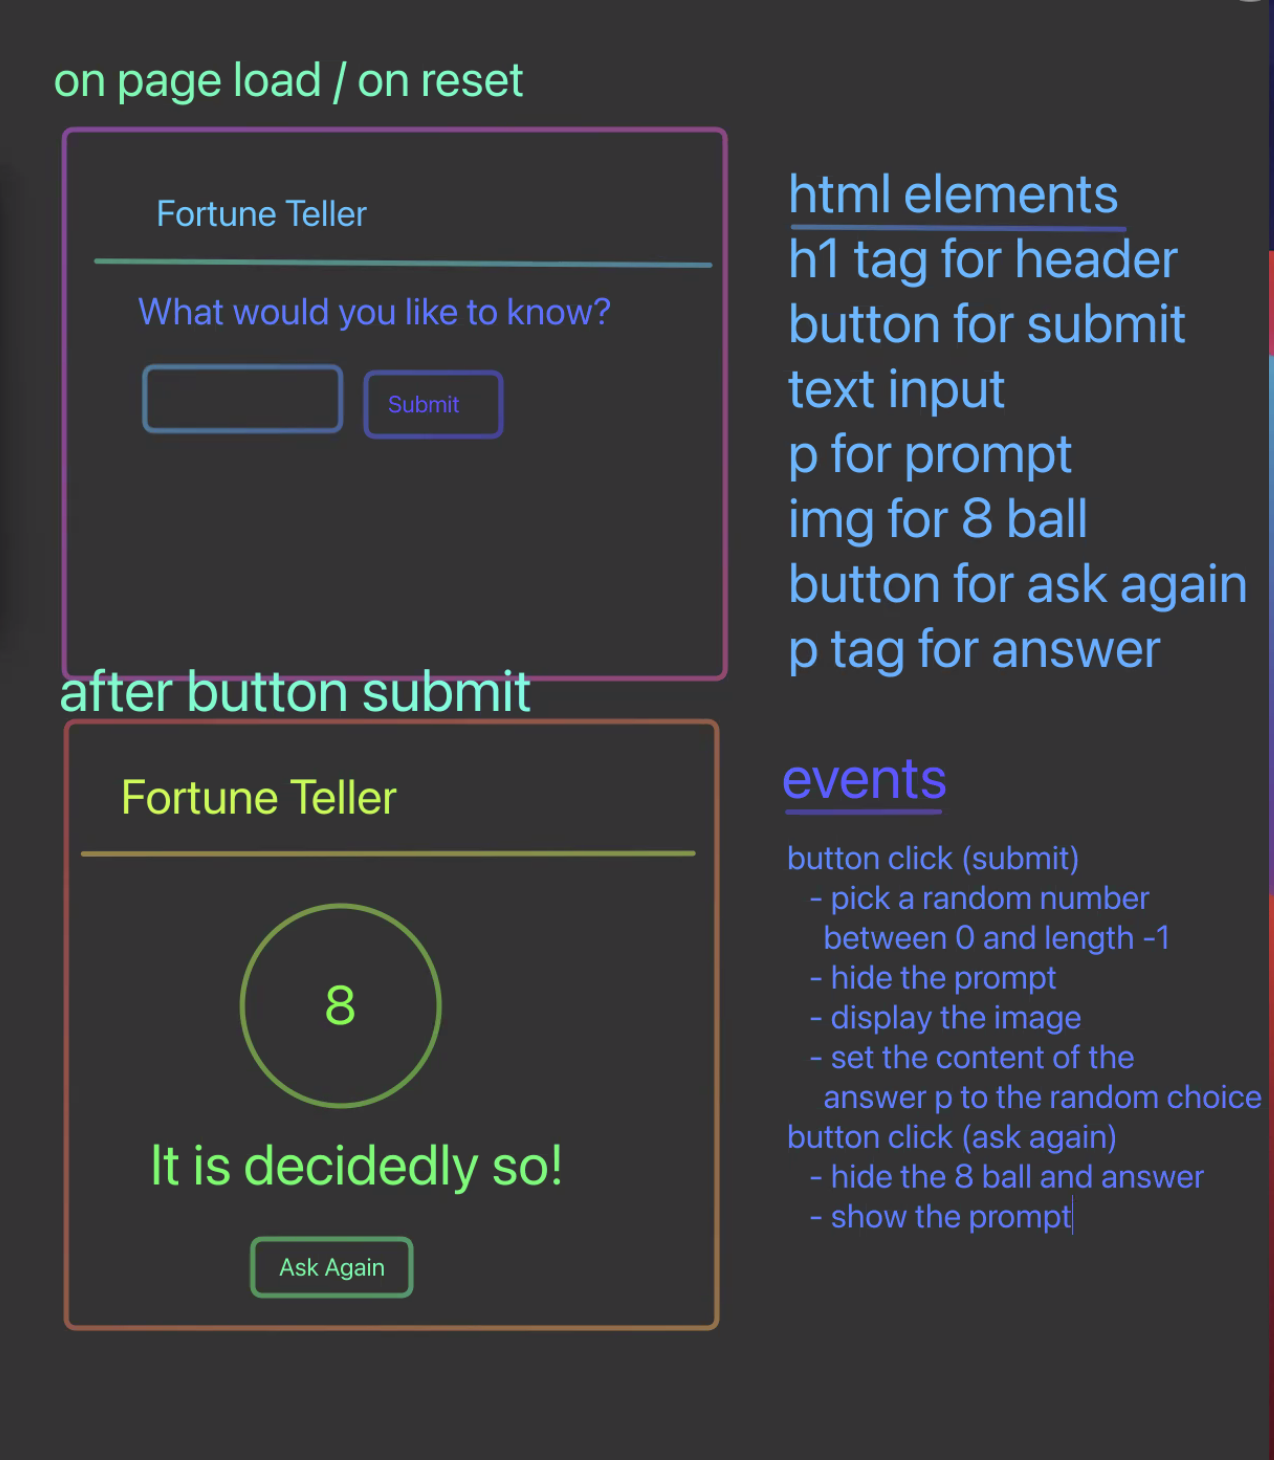 on page load / on reset
Fortune Teller
What would you like to know?
Submit
after button submit
Fortune Teller
8
It is decidedly so!
Ask Again
html elements
h1 tag for header
button for submit
text input
p for prompt
img for 8 ball
button for ask again
p tag for answer
events
button click (submit)
- pick a random number
between 0 and length -1
- hide the prompt
- display the image
- set the content of the
answer p to the random choice
button click (ask again)
- hide the 8 ball and answer
- show the prompt